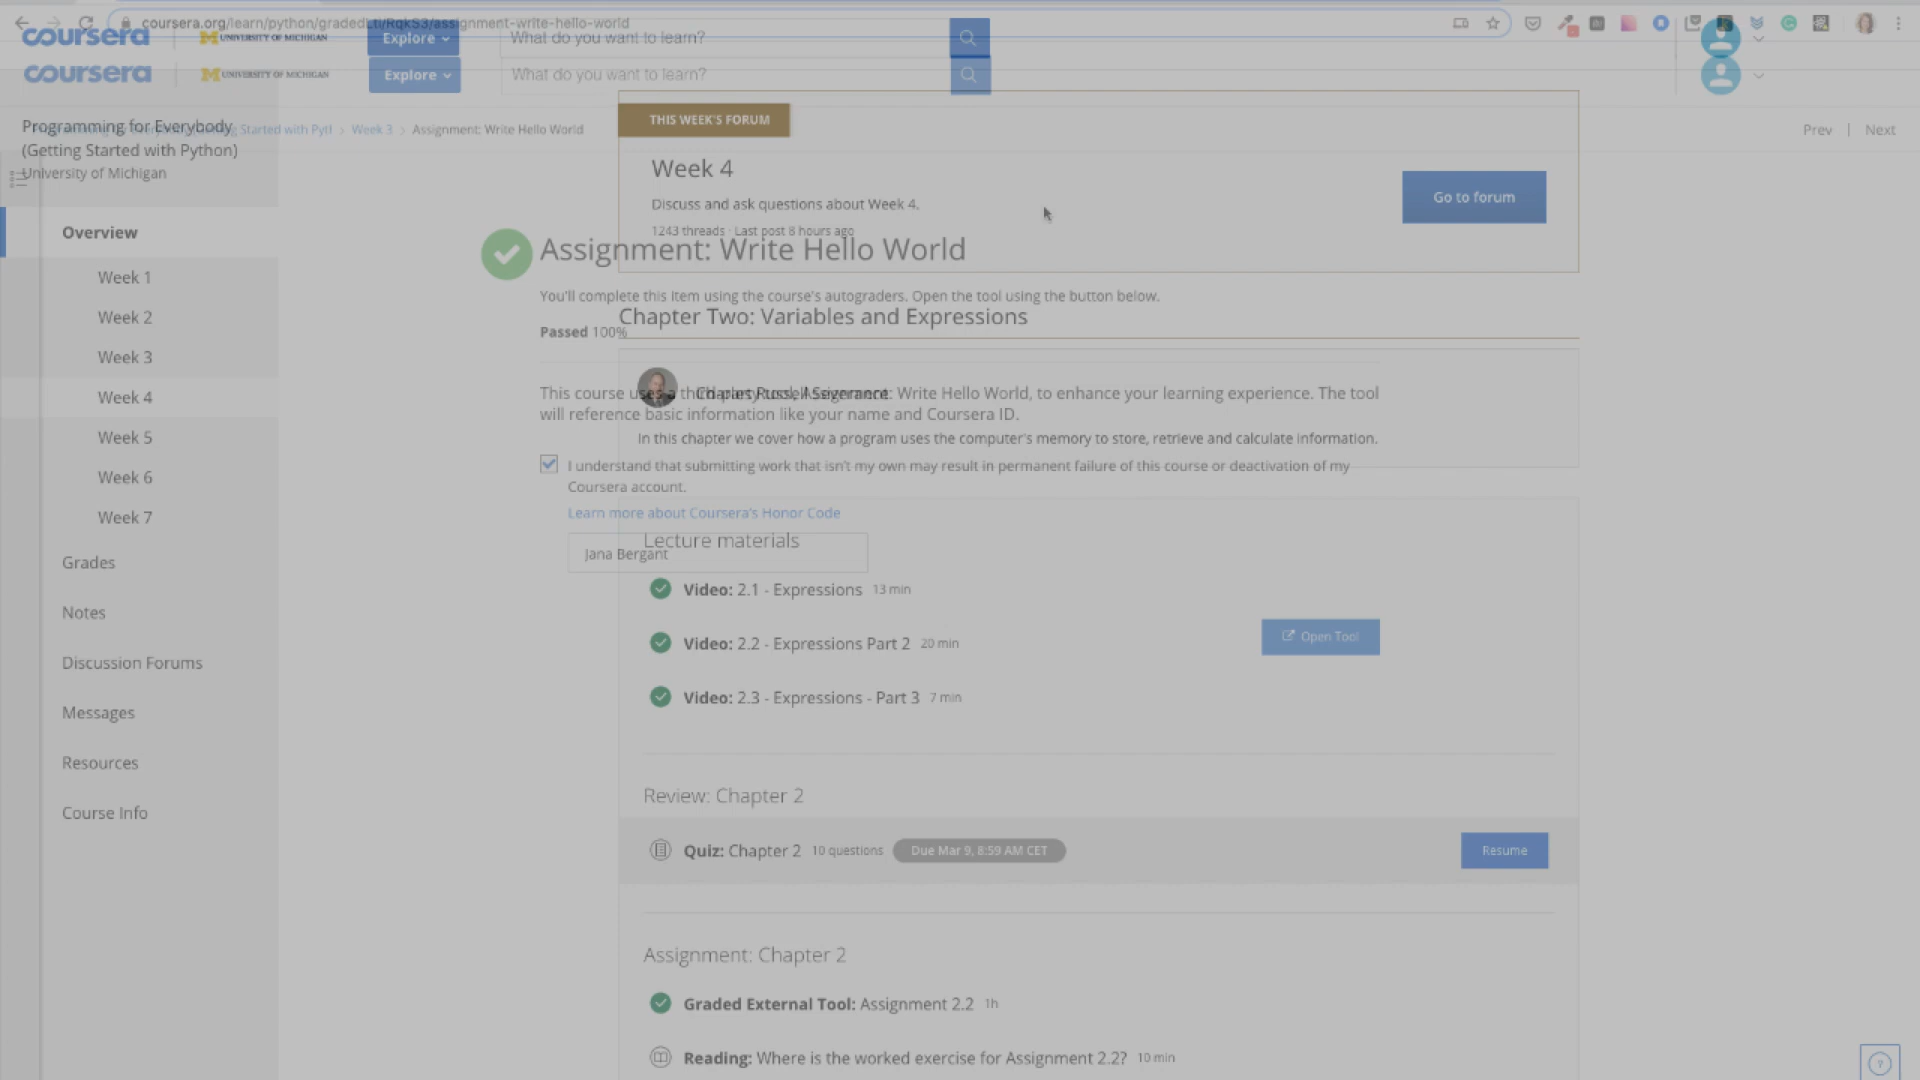 coursera.org/learn/python/gradedLti/RqkS3/assignment-write-hello-world
coursera
UNIVERSITY OF MICHIGAN
Explore
What do you want to learn?
coursera
UNIVERSITY OF MICHIGAN
Explore
What do you want to learn?
Programming for Everybody
(Getting Started with Python)
University of Michigan
Started with Pytl > Week 3 > Assignment: Write Hello World
Prev | Next
Overview
Week 1
Week 2
Week 3
Week 4
Week 5
Week 6
Week 7
Grades
Notes
Discussion Forums
Messages
Resources
Course Info
THIS WEEK'S FORUM
Week 4
Discuss and ask questions about Week 4.
1243 threads · Last post 8 hours ago
Go to forum
Assignment: Write Hello World
You'll complete this item using the course's autograders. Open the tool using the button below.
Chapter Two: Variables and Expressions
Passed 100%
This course uses a third-party tool, Assignment: Write Hello World, to enhance your learning experience. The tool
will reference basic information like your name and Coursera ID.
Charles Russell Severance
In this chapter we cover how a program uses the computer's memory to store, retrieve and calculate information.
I understand that submitting work that isn't my own may result in permanent failure of this course or deactivation of my
Coursera account.
Learn more about Coursera's Honor Code
Lecture materials
Jana Bergant
Video: 2.1 - Expressions 13 min
Video: 2.2 - Expressions Part 2 20 min
Open Tool
Video: 2.3 - Expressions - Part 3 7 min
Review: Chapter 2
Quiz: Chapter 2 10 questions Due Mar 9, 8:59 AM CET
Resume
Assignment: Chapter 2
Graded External Tool: Assignment 2.2 1h
Reading: Where is the worked exercise for Assignment 2.2? 10 min
?